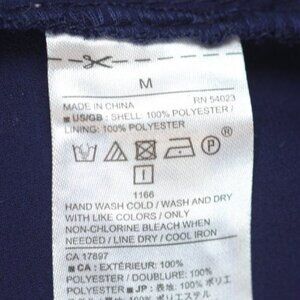 M
MADE IN CHINA RN 54023
US/GB : SHELL: 100% POLYESTER /
LINING: 100% POLYESTER
1166
HAND WASH COLD / WASH AND DRY
WITH LIKE COLORS / ONLY
NON-CHLORINE BLEACH WHEN
NEEDED / LINE DRY / COOL IRON
CA 17897
CA : EXTÉRIEUR: 100%
POLYESTER / DOUBLURE: 100%
POLYESTER JP : 表地: 100% ポリエ